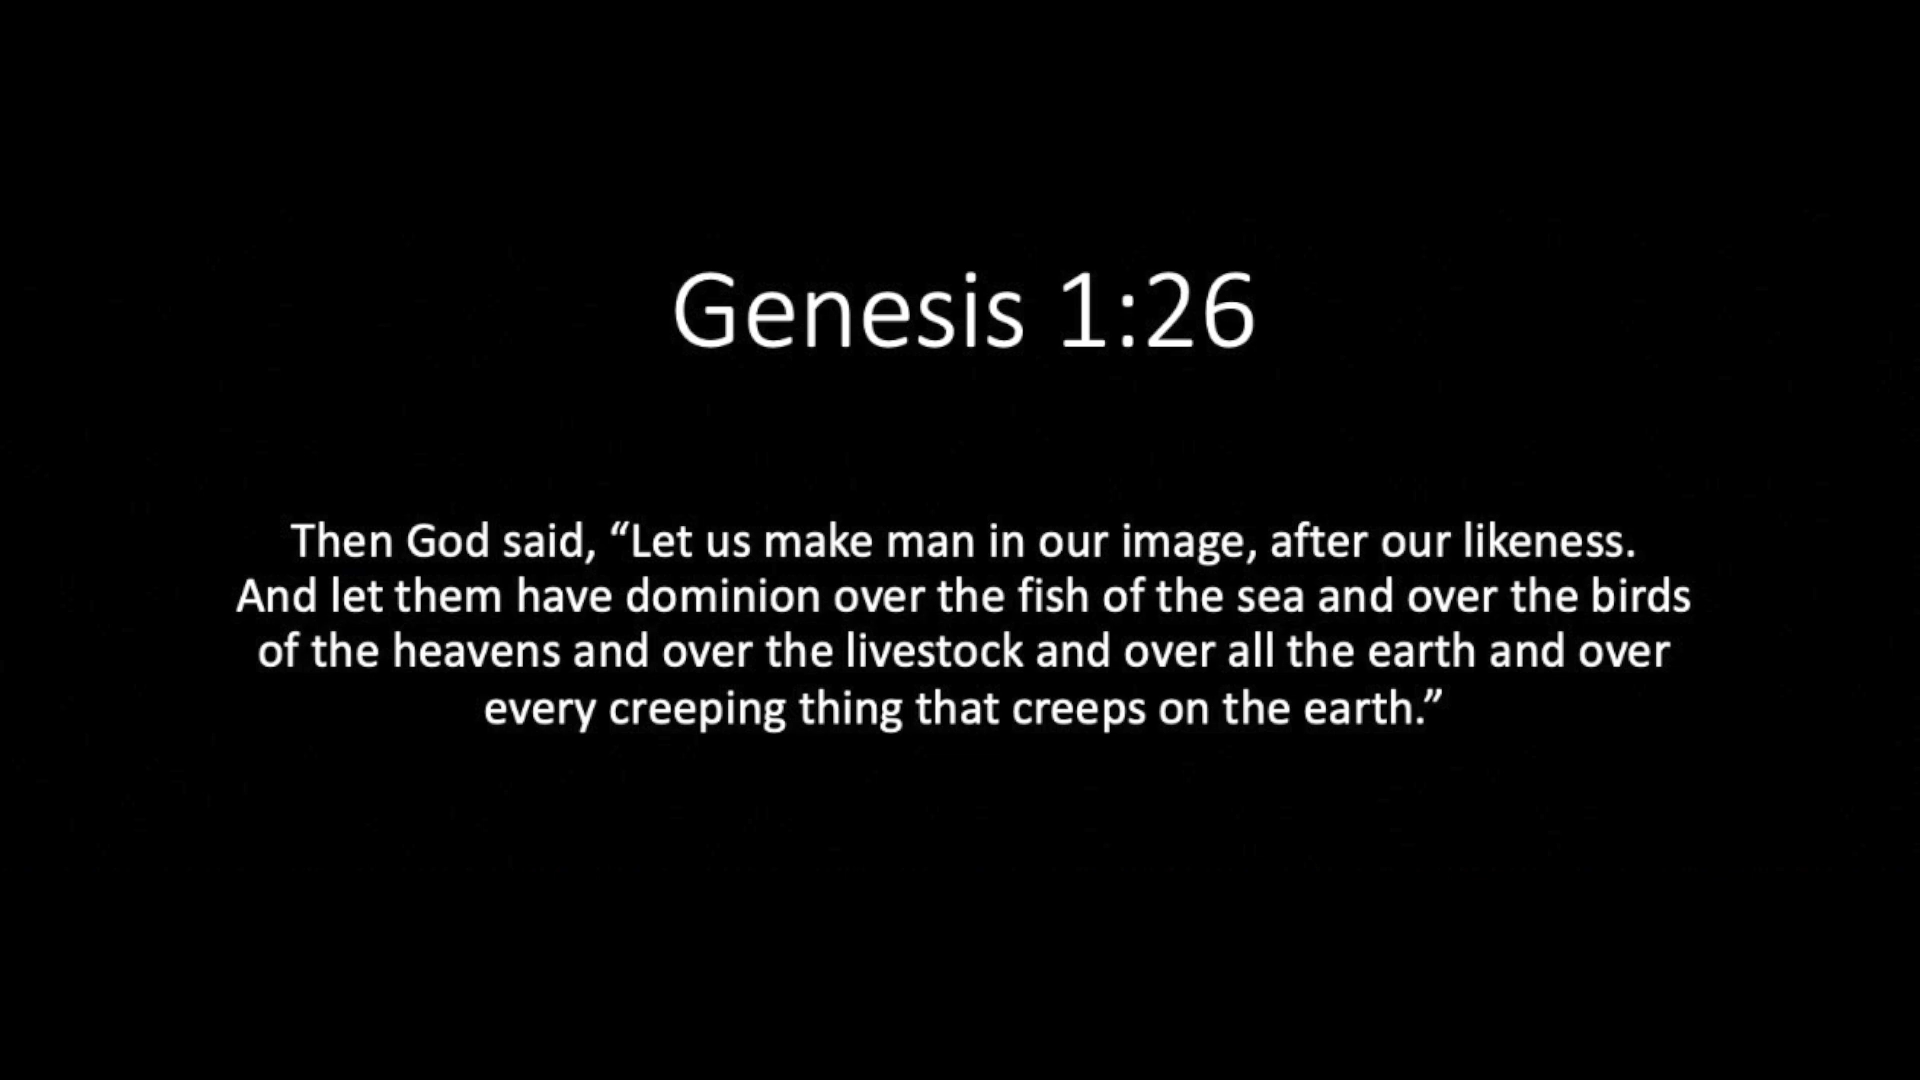 Genesis 1:26
Then God said, “Let us make man in our image, after our likeness.
And let them have dominion over the fish of the sea and over the birds
of the heavens and over the livestock and over all the earth and over
every creeping thing that creeps on the earth.”